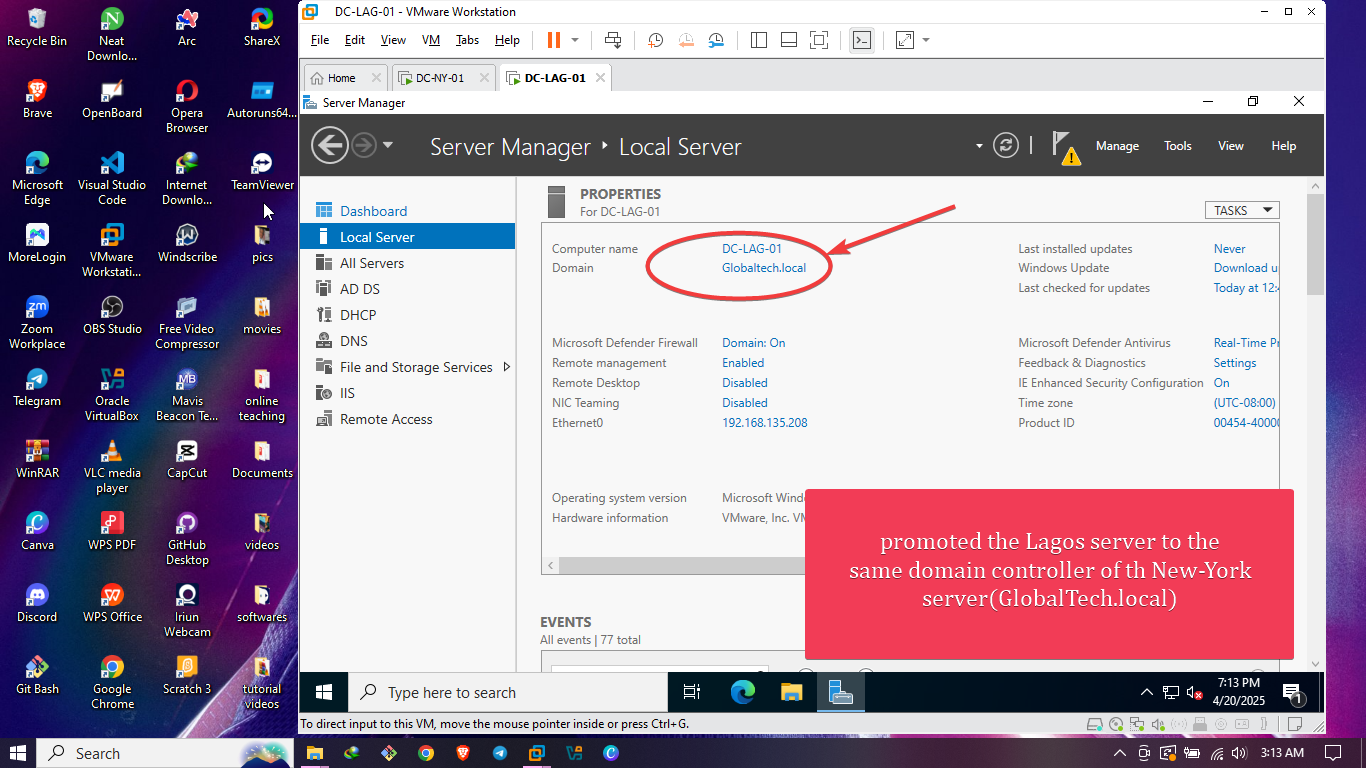 DC-LAG-01 - VMware Workstation
File Edit View VM Tabs Help
Home DC-NY-01 DC-LAG-01
Server Manager
Server Manager Local Server
Manage Tools View Help
Dashboard
Local Server
All Servers
AD DS
DHCP
DNS
File and Storage Services
IIS
Remote Access
PROPERTIES
For DC-LAG-01
TASKS
Computer name DC-LAG-01
Domain Globaltech.local
Last installed updates Never
Windows Update Download u
Last checked for updates Today at 12:4
Microsoft Defender Firewall Domain: On
Remote management Enabled
Remote Desktop Disabled
NIC Teaming Disabled
Ethernet0 192.168.135.208
Microsoft Defender Antivirus Real-Time Pr
Feedback & Diagnostics Settings
IE Enhanced Security Configuration On
Time zone (UTC-08:00)
Product ID 00454-40000
Operating system version Microsoft Wind
Hardware information VMware, Inc. VM
promoted the Lagos server to the
same domain controller of th New-York
server(GlobalTech.local)
EVENTS
All events | 77 total
Type here to search
7:13 PM
4/20/2025
1
To direct input to this VM, move the mouse pointer inside or press Ctrl+G.
Recycle Bin
Neat
Downlo...
Arc
ShareX
Brave
OpenBoard
Opera
Browser
Autoruns64...
Microsoft
Edge
Visual Studio
Code
Internet
Downlo...
TeamViewer
MoreLogin
VMware
Workstati...
Windscribe
pics
zm
Zoom
Workplace
OBS Studio
Free Video
Compressor
movies
Telegram
Oracle
VirtualBox
MB
Mavis
Beacon Te...
online
teaching
WinRAR
VLC media
player
CapCut
Documents
Canva
WPS PDF
GitHub
Desktop
videos
Discord
WPS Office
Iriun
Webcam
softwares
Git Bash
Google
Chrome
Scratch 3
tutorial
videos
Search
3:13 AM